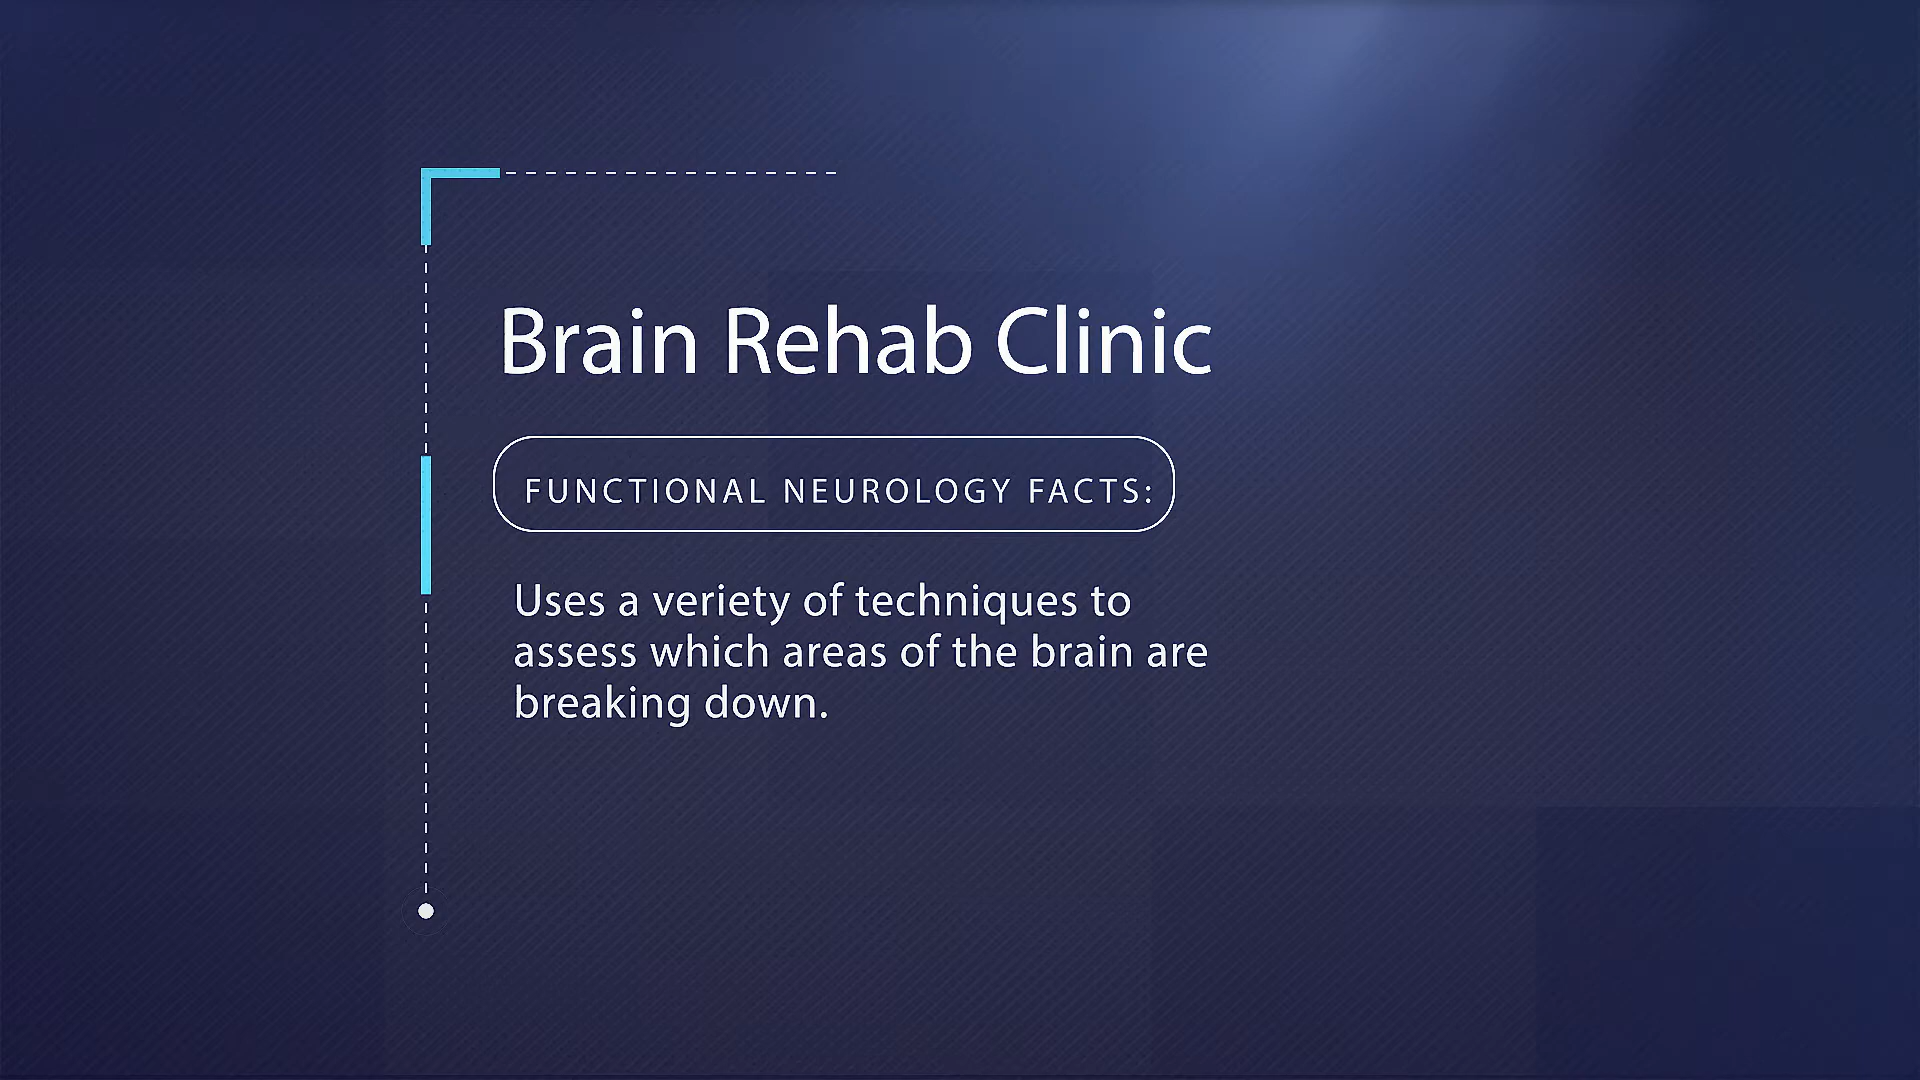 Brain Rehab Clinic
FUNCTIONAL NEUROLOGY FACTS:
Uses a veriety of techniques to
assess which areas of the brain are
breaking down.